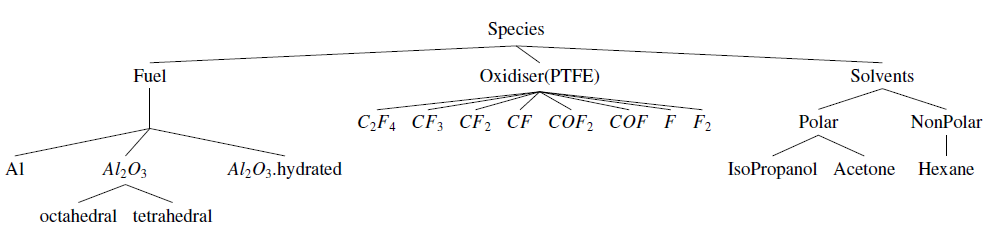 Species
Fuel Oxidiser(PTFE) Solvents
C₂F₄ CF₃ CF₂ CF COF₂ COF F F₂ Polar NonPolar
Al Al₂O₃ Al₂O₃.hydrated IsoPropanol Acetone Hexane
octahedral tetrahedral